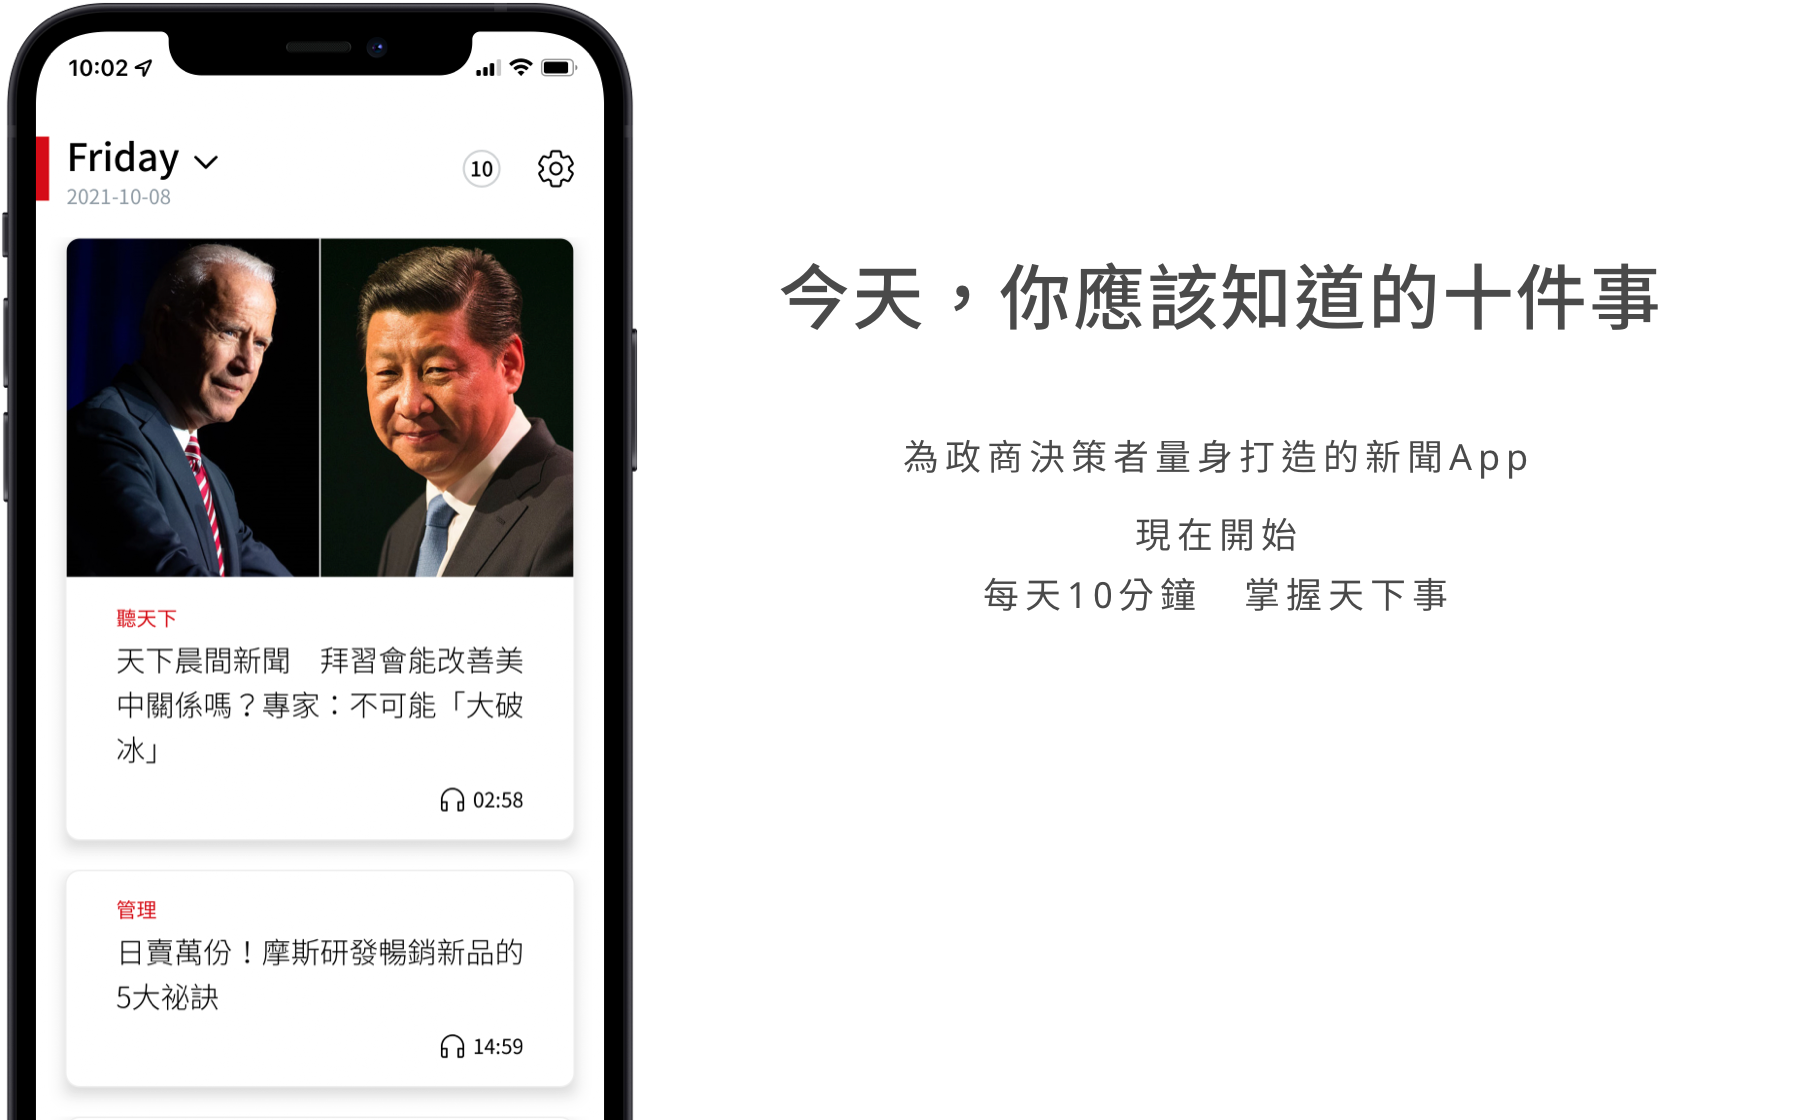 10:02
Friday
10
2021-10-08
聽天下
天下晨間新聞　拜習會能改善美
中關係嗎？專家：不可能「大破
冰」
02:58
管理
日賣萬份！摩斯研發暢銷新品的
5大祕訣
14:59
今天，你應該知道的十件事
為政商決策者量身打造的新聞App
現在開始
每天10分鐘　掌握天下事